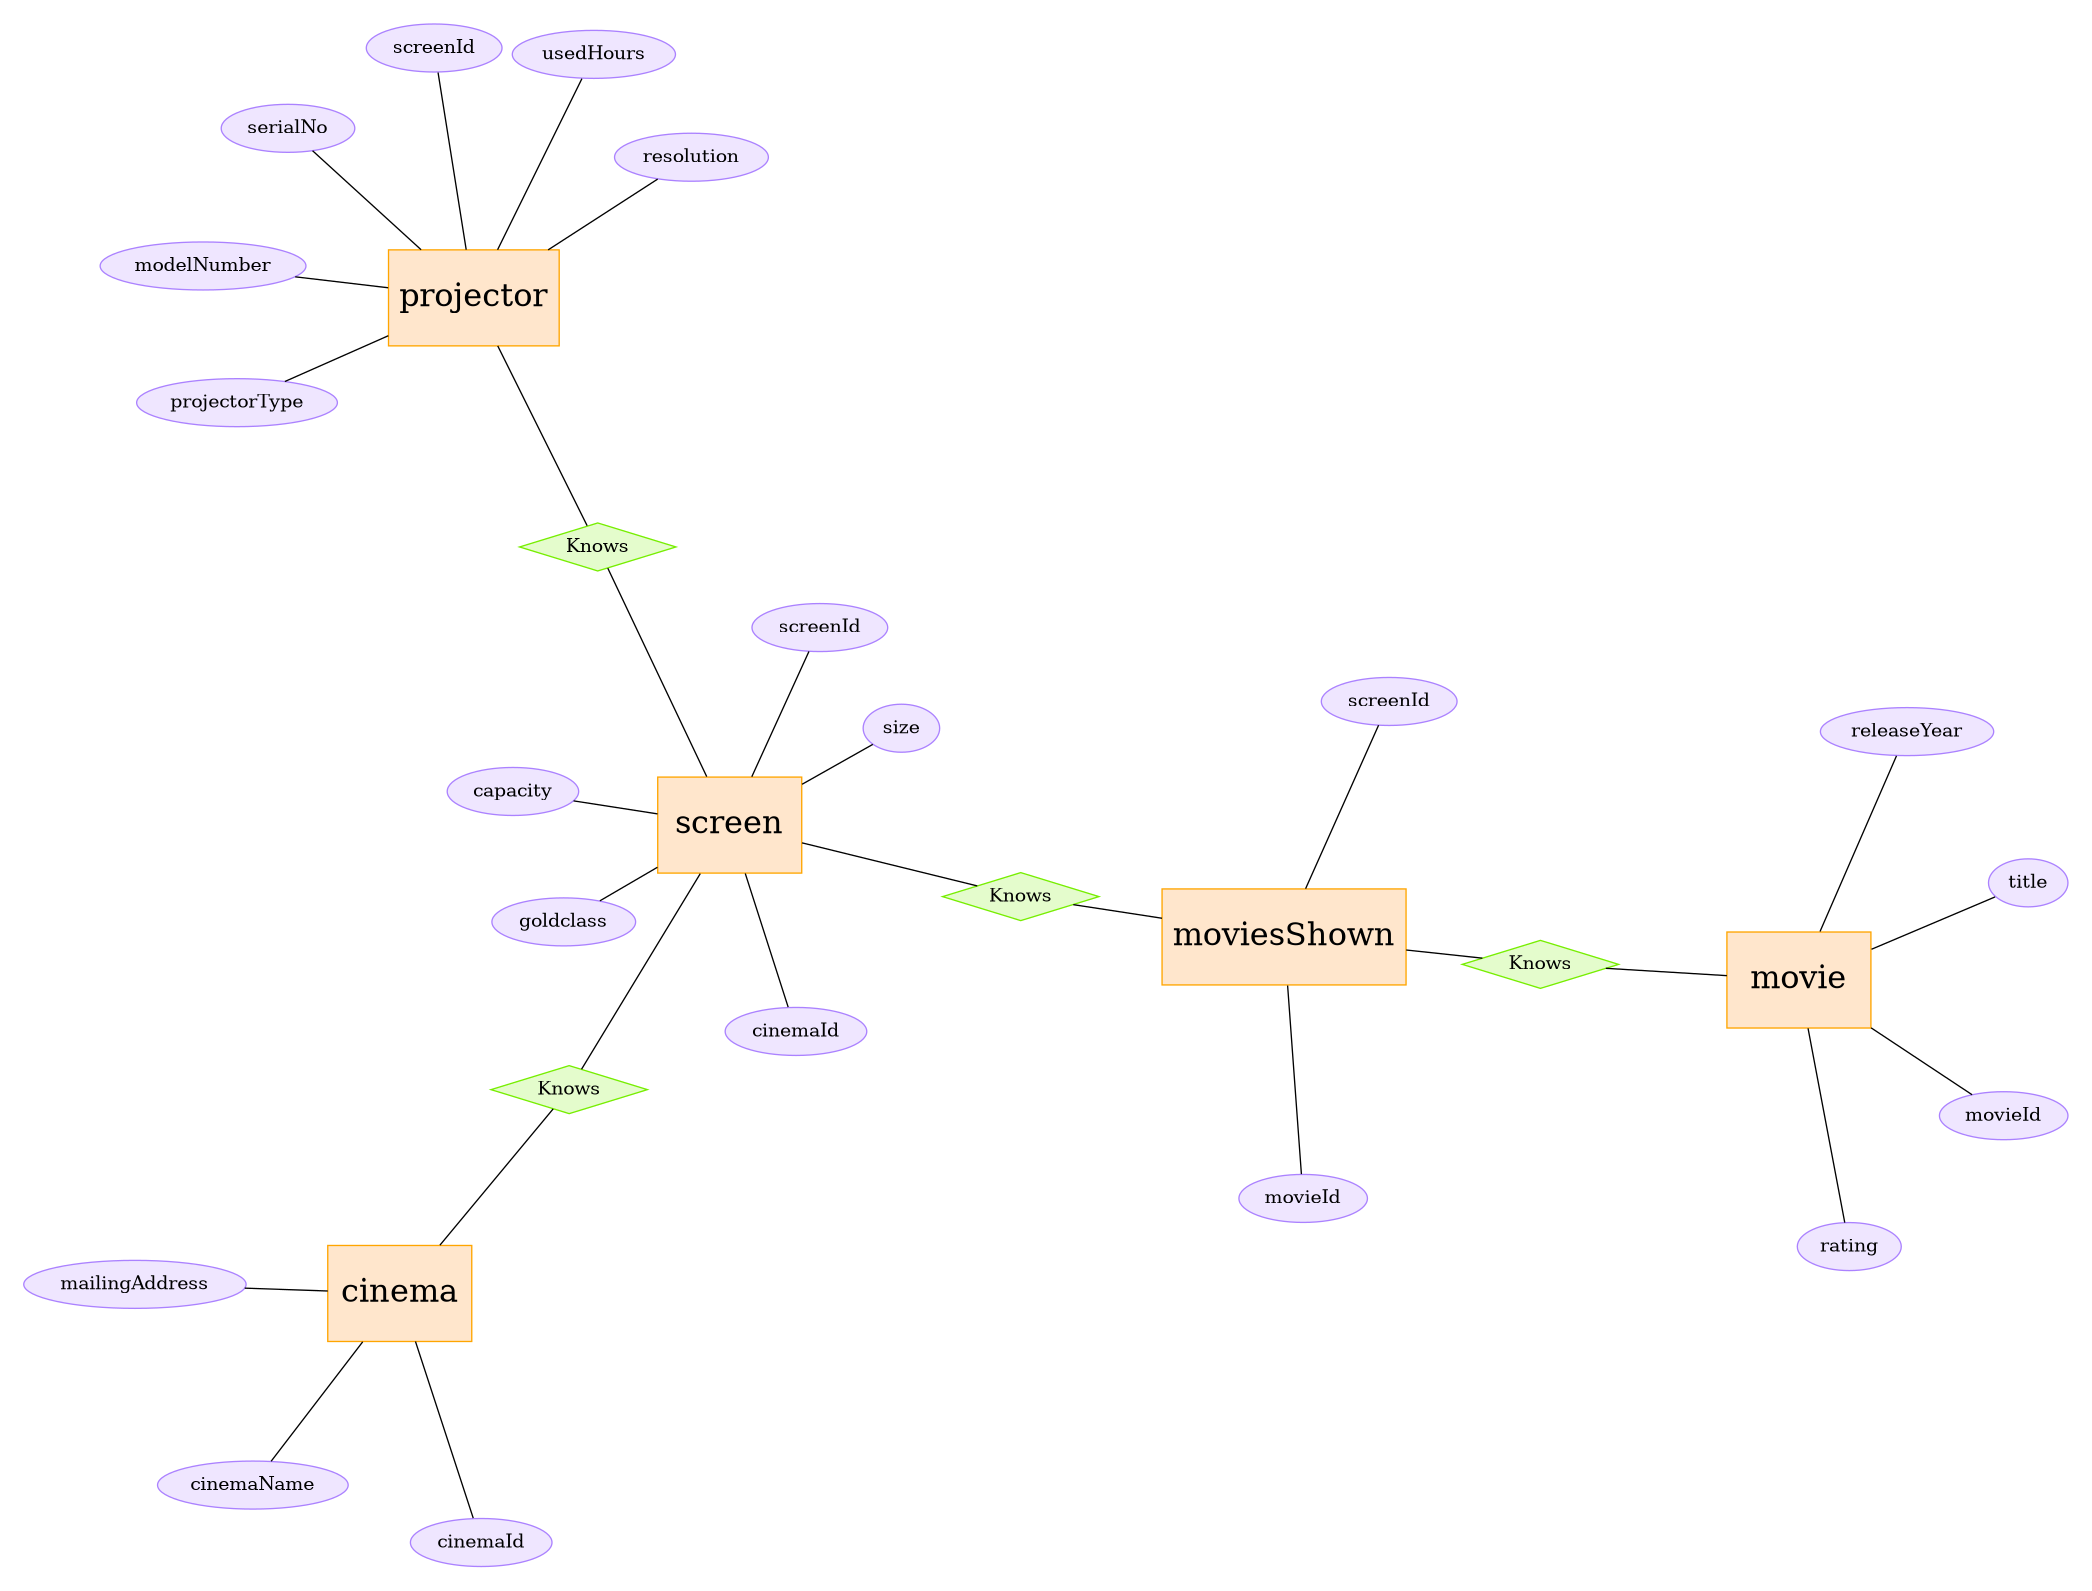 screenId
usedHours
serialNo
resolution
modelNumber
projector
projectorType
Knows
screenId
size
screenId
releaseYear
capacity
screen
title
Knows
goldclass
moviesShown
Knows
movie
cinemaId
Knows
movieId
movieId
rating
mailingAddress
cinema
cinemaName
cinemaId